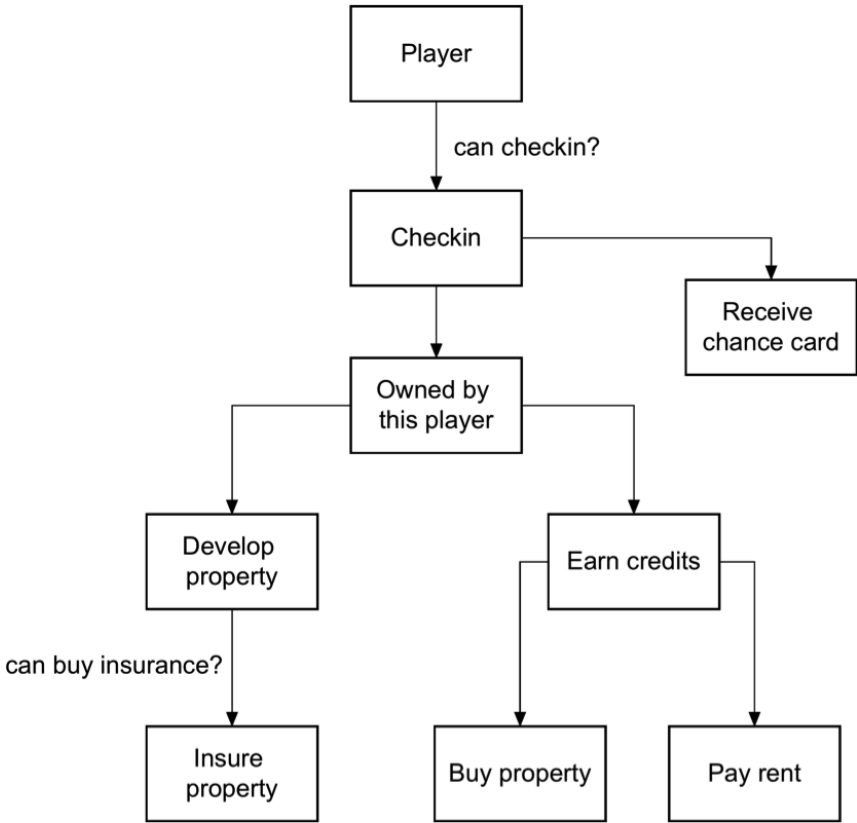 Player
can checkin?
Checkin
Receive
chance card
Owned by
this player
Develop
property
Earn credits
can buy insurance?
Insure
property
Buy property
Pay rent